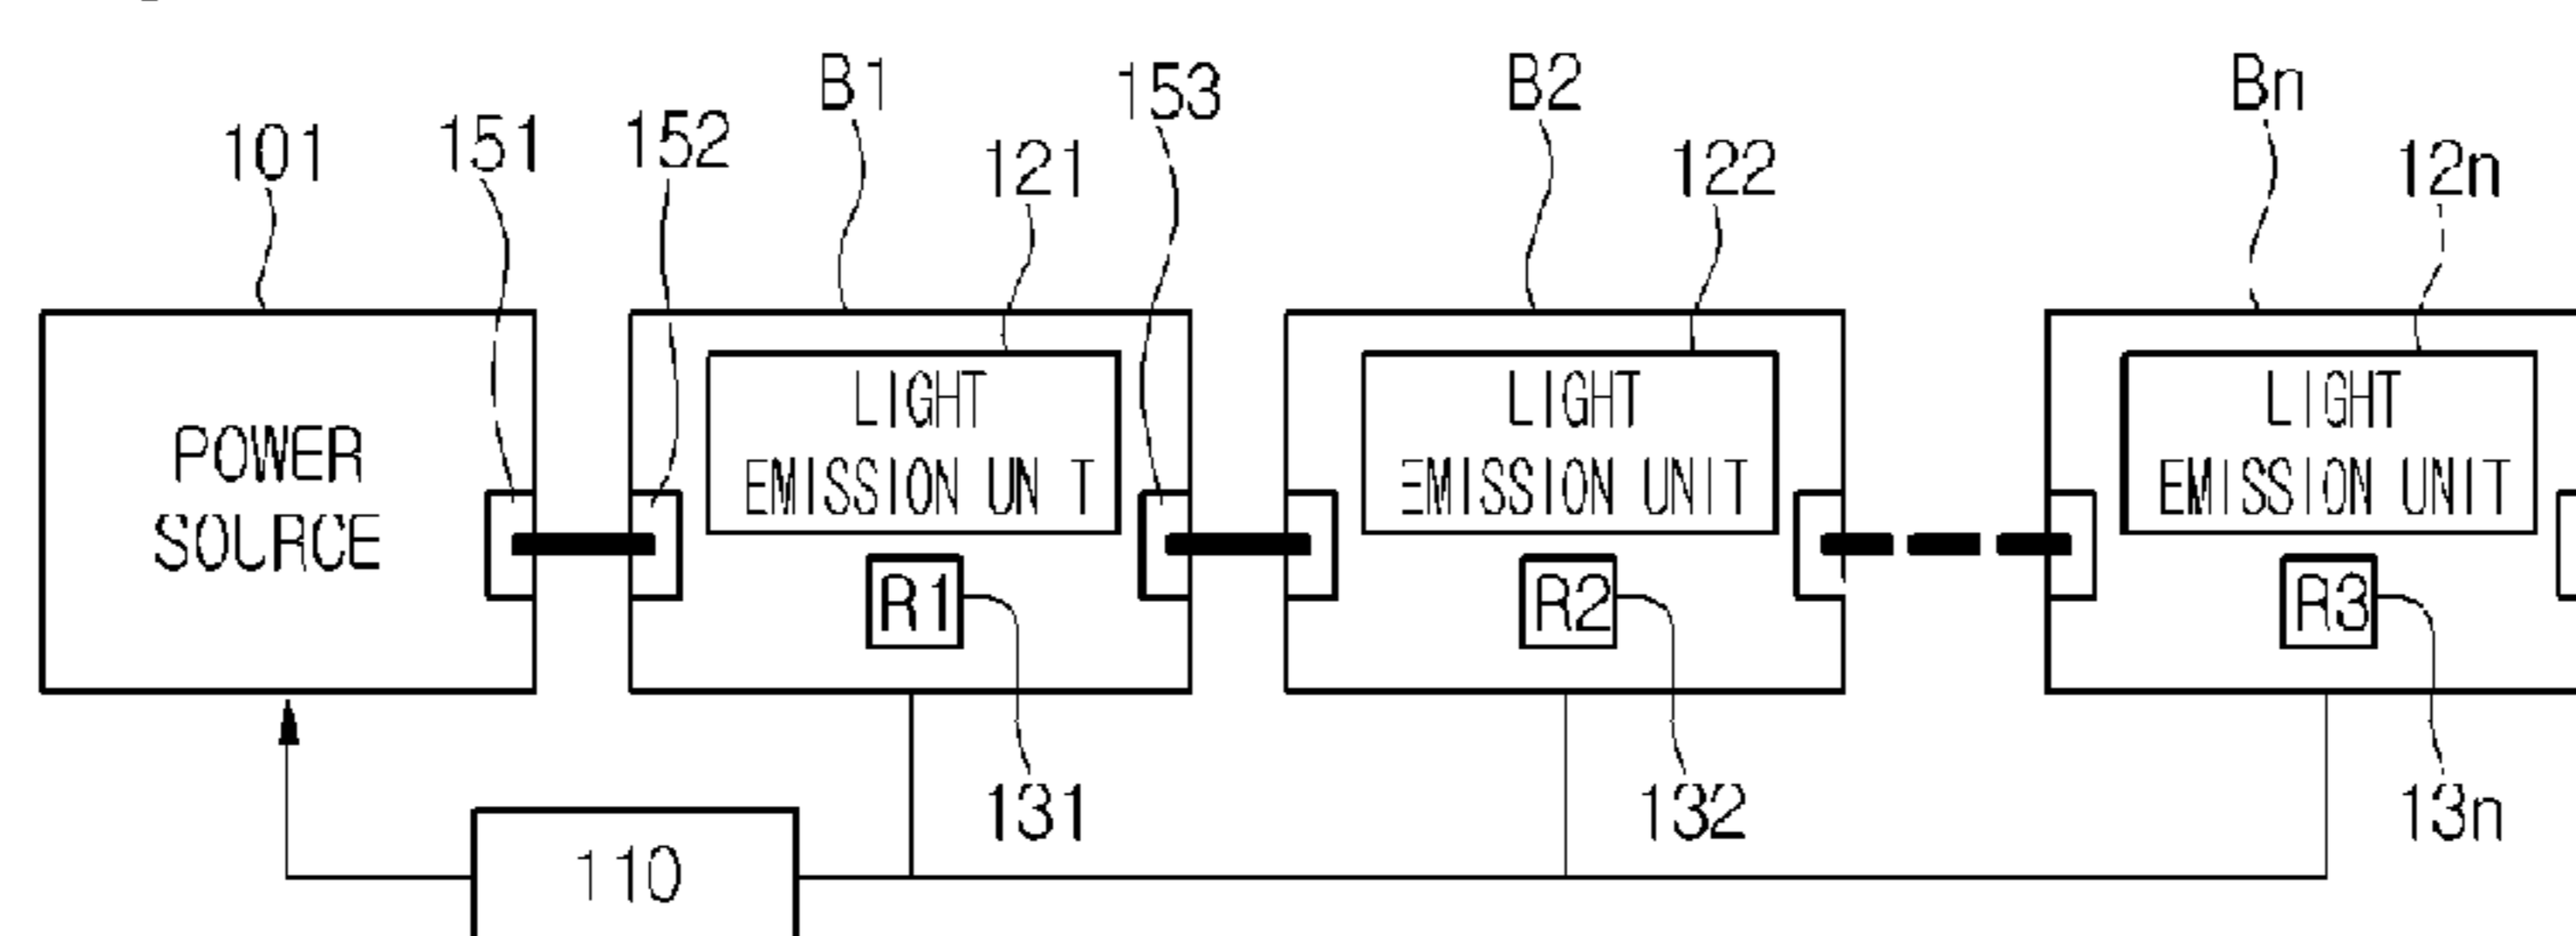 B1
153
B2
Bn
101
151
152
121
122
12n
POWER
SOURCE
LIGHT
EMISSION UN T
R1
LIGHT
EMISSION UNIT
R2
LIGHT
EMISSION UNIT
R3
131
132
13n
110